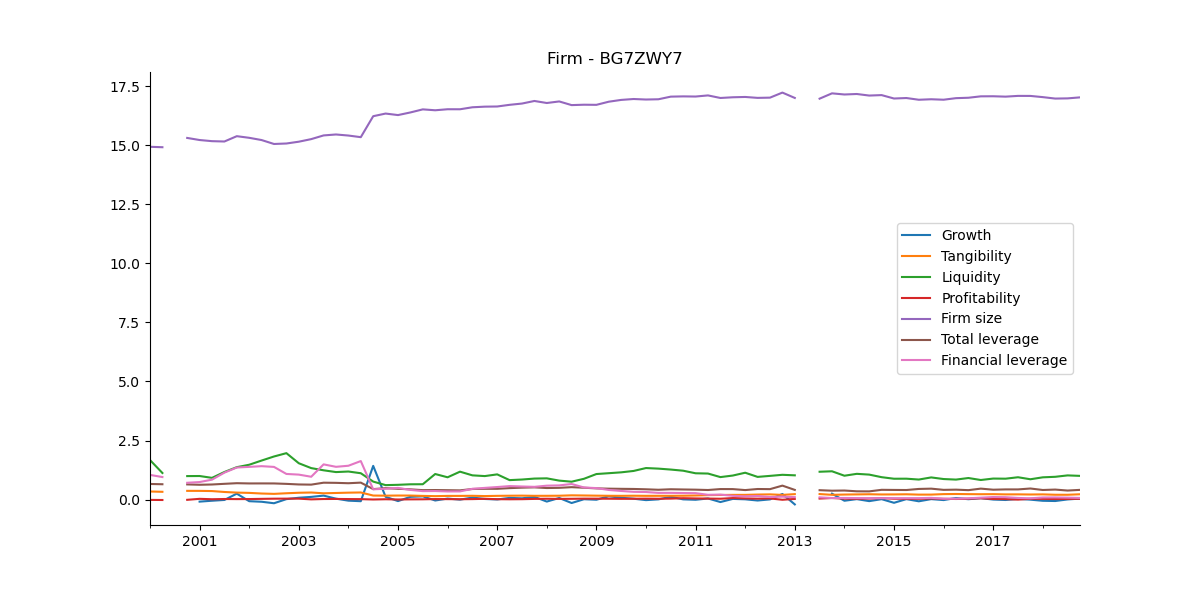 Firm - BG7ZWY7
17.5
15.0
12.5
10.0
7.5
5.0
2.5
0.0
Growth
Tangibility
Liquidity
Profitability
Firm size
Total leverage
Financial leverage
2001 2003 2005 2007 2009 2011 2013 2015 2017